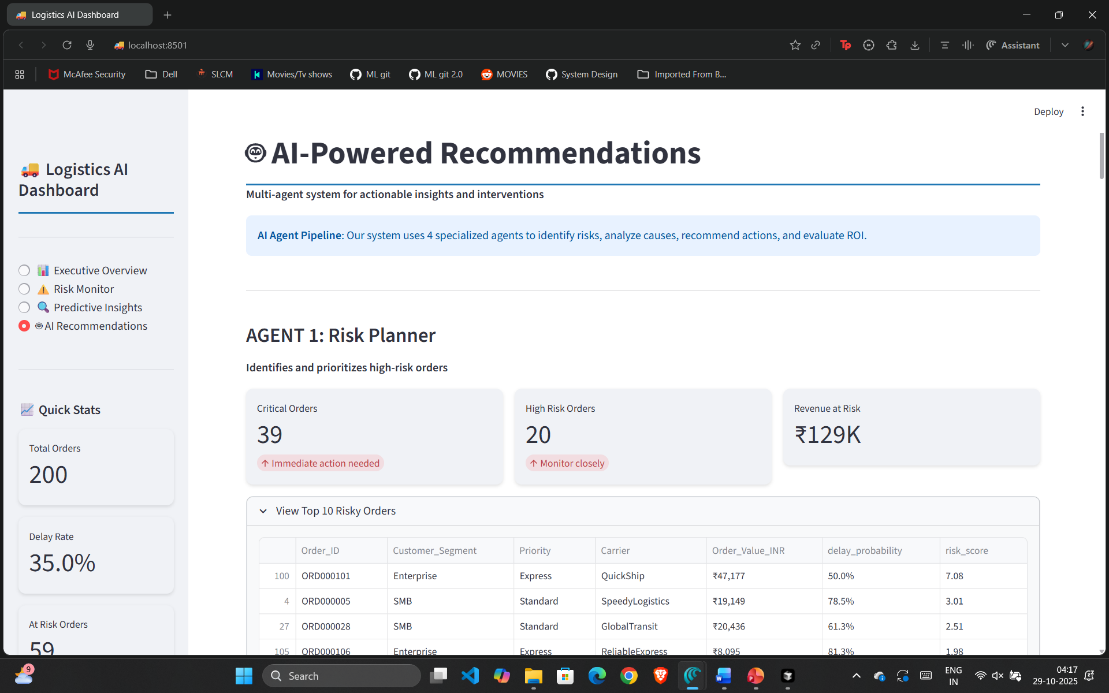 Logistics AI Dashboard
localhost:8501
Assistant
McAfee Security
Dell
SLCM
Movies/Tv shows
ML git
ML git 2.0
MOVIES
System Design
Imported From B...
Deploy
Logistics AI
Dashboard
Executive Overview
Risk Monitor
Predictive Insights
AI Recommendations
Quick Stats
Total Orders
200
Delay Rate
35.0%
At Risk Orders
59
AI-Powered Recommendations
Multi-agent system for actionable insights and interventions
AI Agent Pipeline: Our system uses 4 specialized agents to identify risks, analyze causes, recommend actions, and evaluate ROI.
AGENT 1: Risk Planner
Identifies and prioritizes high-risk orders
Critical Orders
39
↑ Immediate action needed
High Risk Orders
20
↑ Monitor closely
Revenue at Risk
₹129K
View Top 10 Risky Orders
Order_ID Customer_Segment Priority Carrier Order_Value_INR delay_probability risk_score
100 ORD000101 Enterprise Express QuickShip ₹47,177 50.0% 7.08
4 ORD000005 SMB Standard SpeedyLogistics ₹19,149 78.5% 3.01
27 ORD000028 SMB Standard GlobalTransit ₹20,436 61.3% 2.51
105 ORD000106 Enterprise Express ReliableExpress ₹8,095 81.3% 1.98
9
Search
ENG
IN
04:17
29-10-2025